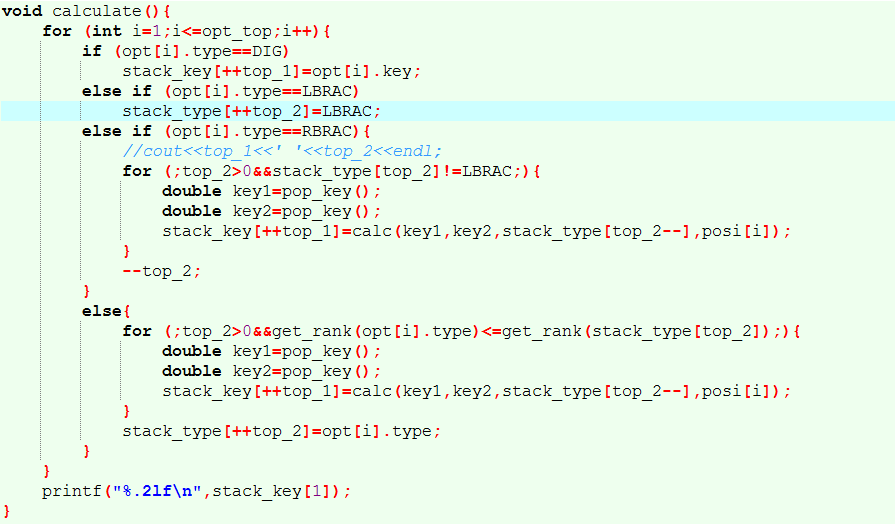 void calculate(){
    for (int i=1;i<=opt_top;i++){
        if (opt[i].type==DIG)
            stack_key[++top_1]=opt[i].key;
        else if (opt[i].type==LBRAC)
            stack_type[++top_2]=LBRAC;
        else if (opt[i].type==RBRAC){
            //cout<<top_1<<' '<<top_2<<endl;
            for (;top_2>0&&stack_type[top_2]!=LBRAC;){
                double key1=pop_key();
                double key2=pop_key();
                stack_key[++top_1]=calc(key1,key2,stack_type[top_2--],posi[i]);
            }
            --top_2;
        }
        else{
            for (;top_2>0&&get_rank(opt[i].type)<=get_rank(stack_type[top_2]);){
                double key1=pop_key();
                double key2=pop_key();
                stack_key[++top_1]=calc(key1,key2,stack_type[top_2--],posi[i]);
            }
            stack_type[++top_2]=opt[i].type;
        }
    }
    printf("%.2lf\n",stack_key[1]);
}